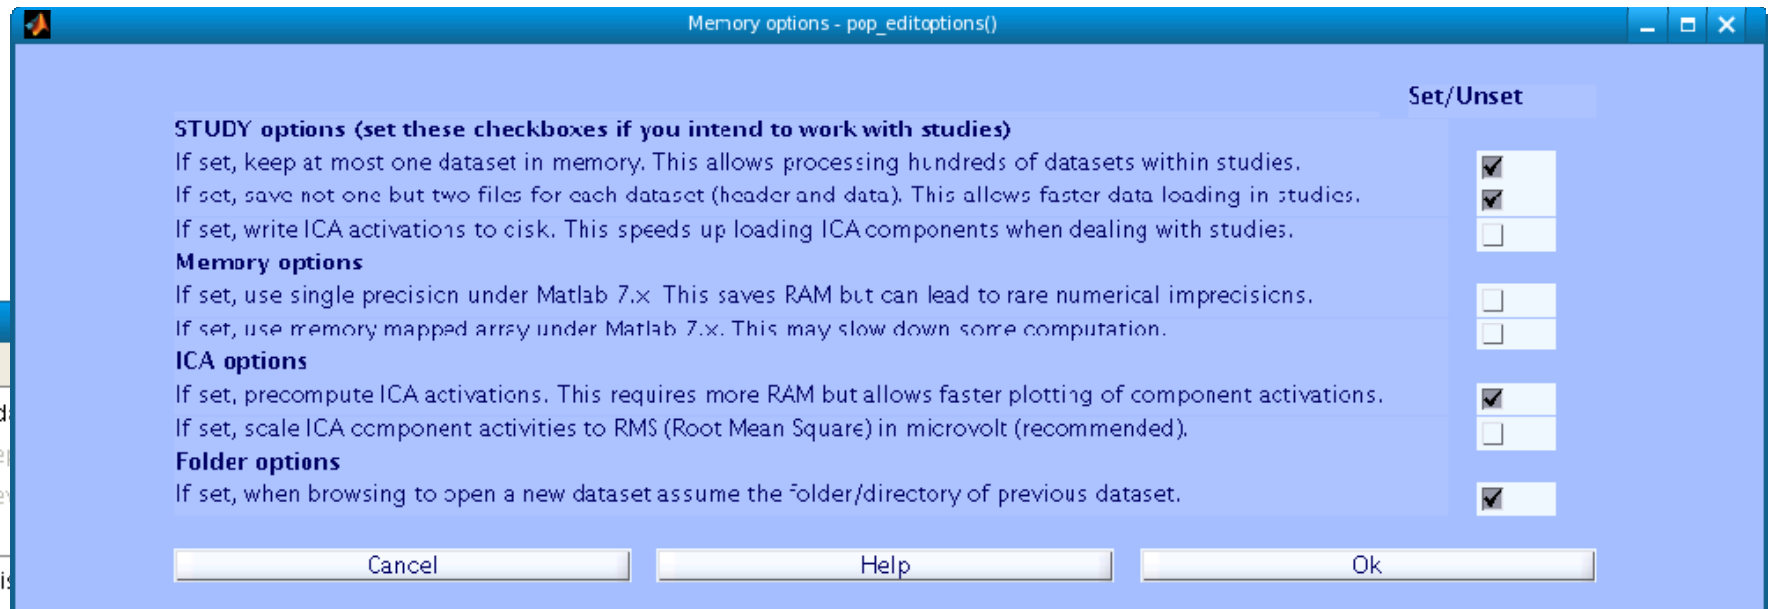 Memory options - pop_editoptions()
Set/Unset
STUDY options (set these checkboxes if you intend to work with studies)
If set, keep at most one dataset in memory. This allows processing hundreds of datasets within studies.
If set, save not one but two files for each dataset (header and data). This allows faster data loading in studies.
If set, write ICA activations to disk. This speeds up loading ICA components when dealing with studies.
Memory options
If set, use single precision under Matlab 7.x. This saves RAM but can lead to rare numerical imprecisions.
If set, use memory mapped array under Matlab 7.x. This may slow down some computation.
ICA options
If set, precompute ICA activations. This requires more RAM but allows faster plotting of component activations.
If set, scale ICA component activities to RMS (Root Mean Square) in microvolt (recommended).
Folder options
If set, when browsing to open a new dataset assume the folder/directory of previous dataset.
Cancel
Help
Ok